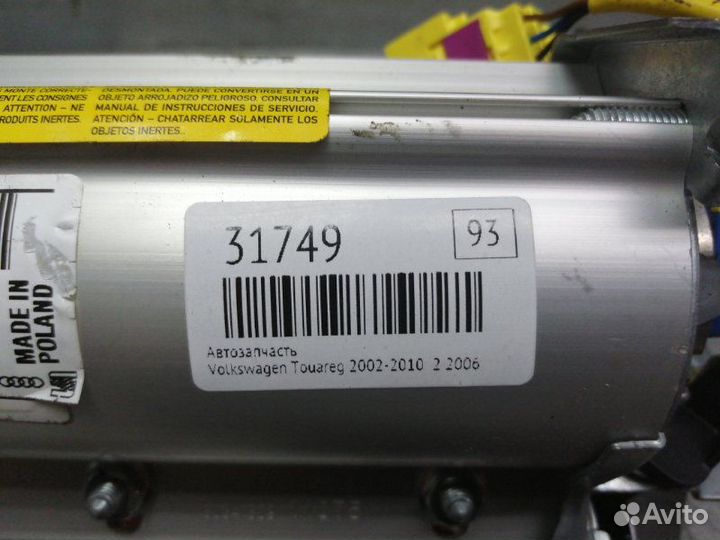 MONTE CORRECTE-
ENT LES CONSIGNES
ATTENTION – NE
PRODUITS INERTES.
DESMONTADA, PUEDE CONVERTIRSE EN UN
OBJETO ARROJADIZO PELIGROSO. CONSULTAR
MANUAL DE INSTRUCCIONES DE SERVICIO.
ATENCIÓN – CHATARREAR SOLAMENTE LOS
OBJETOS INERTES.
MADE IN
POLAND
31749
93
Автозапчасть
Volkswagen Touareg 2002-2010 2 2006
Avito